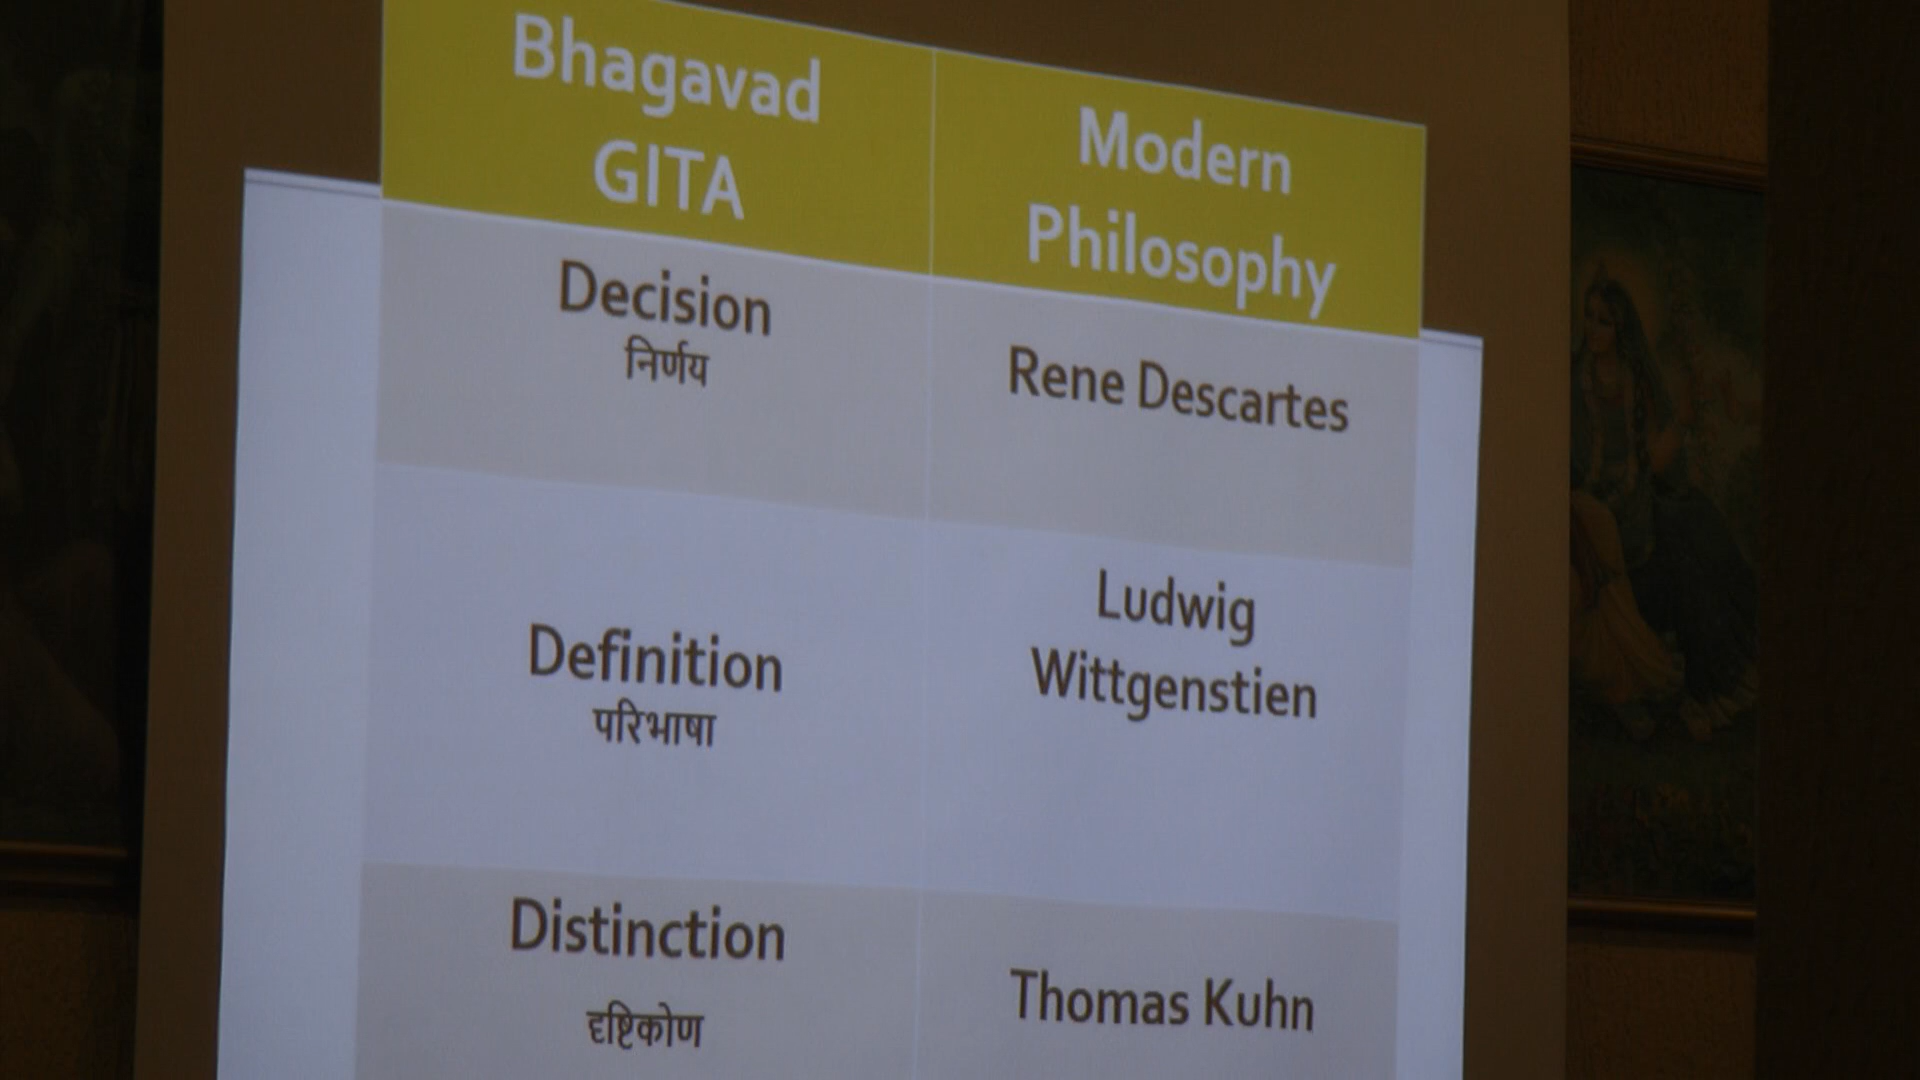 Bhagavad
GITA
Modern
Philosophy
Decision
निर्णय
Rene Descartes
Definition
परिभाषा
Ludwig
Wittgenstien
Distinction
दृष्टिकोण
Thomas Kuhn